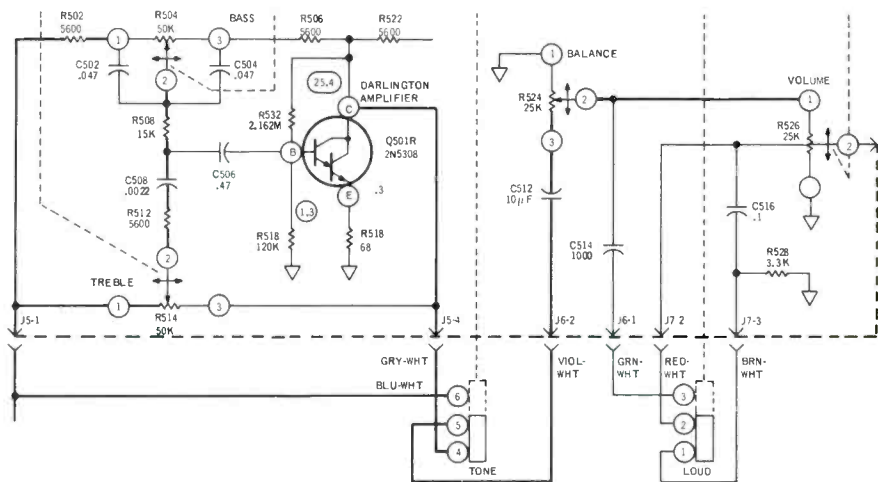 R502
5600
1
R504
50K
3
BASS
R506
5600
R522
5600
C502
.047
2
C504
.047
25.4
C
DARLINGTON
AMPLIFIER
R508
15K
R532
2.162M
B
Q501R
2N5308
C506
.47
C508
.0022
R512
5600
E
.3
1.3
R518
120K
R518
68
2
TREBLE
1
3
R514
50K
J5-1
J5-4
1
BALANCE
R524
25K
2
3
C512
10µF
C514
1000
VOLUME
1
R526
25K
2
C516
.1
R528
3.3K
J6-2
J6-1
J7-2
J7-3
GRY-WHT
BLU-WHT
VIOL-
WHT
GRN-
WHT
RED-
WHT
BRN-
WHT
6
5
4
TONE
3
2
1
LOUD